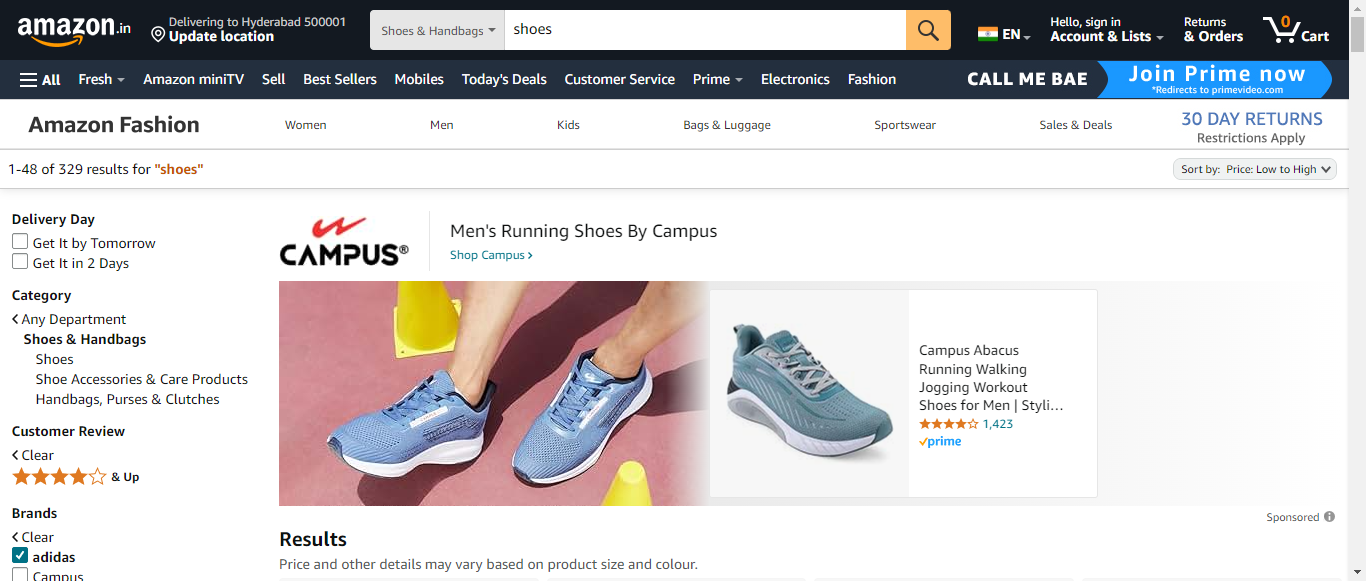 amazon.in
Delivering to Hyderabad 500001
Update location
Shoes & Handbags
shoes
EN
Hello, sign in
Account & Lists
Returns
& Orders
0
Cart
All
Fresh
Amazon miniTV
Sell
Best Sellers
Mobiles
Today's Deals
Customer Service
Prime
Electronics
Fashion
CALL ME BAE
Join Prime now
*Redirects to primevideo.com
Amazon Fashion
Women
Men
Kids
Bags & Luggage
Sportswear
Sales & Deals
30 DAY RETURNS
Restrictions Apply
1-48 of 329 results for "shoes"
Sort by: Price: Low to High
Delivery Day
Get It by Tomorrow
Get It in 2 Days
Category
Any Department
Shoes & Handbags
Shoes
Shoe Accessories & Care Products
Handbags, Purses & Clutches
Customer Review
Clear
& Up
Brands
Clear
adidas
Campus
CAMPUS®
Men's Running Shoes By Campus
Shop Campus ›
Campus Abacus
Running Walking
Jogging Workout
Shoes for Men | Styli...
1,423
prime
Sponsored
Results
Price and other details may vary based on product size and colour.